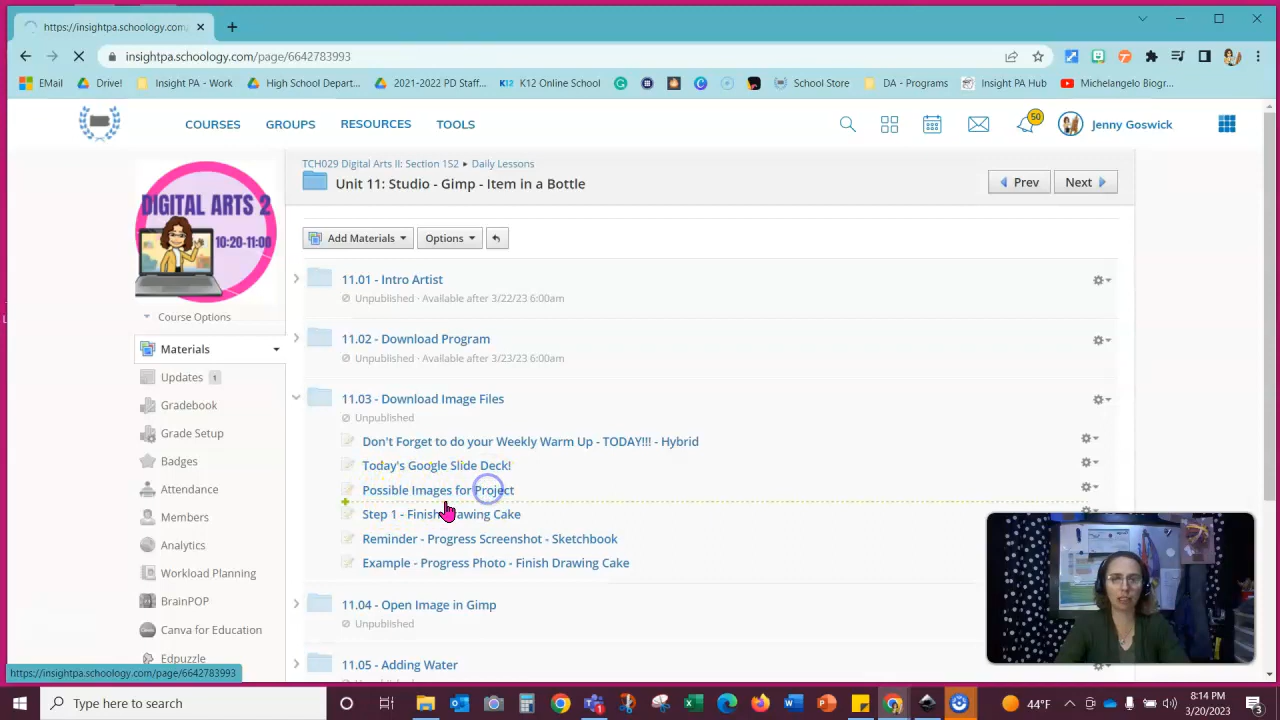 https://insightpa.schoology.com/
insightpa.schoology.com/page/6642783993
EMail
Drive!
Insight PA - Work
High School Depart...
2021-2022 PD Staff...
K12 Online School
School Store
DA - Programs
Insight PA Hub
Michelangelo Biogr...
COURSES
GROUPS
RESOURCES
TOOLS
50
Jenny Goswick
TCH029 Digital Arts II: Section 152 ▸ Daily Lessons
Unit 11: Studio - Gimp - Item in a Bottle
Prev
Next
DIGITAL ARTS 2
10:20-11:00
Course Options
Materials
Updates 1
Gradebook
Grade Setup
Badges
Attendance
Members
Analytics
Workload Planning
BrainPOP
Canva for Education
Edpuzzle
Add Materials
Options
11.01 - Intro Artist
Unpublished · Available after 3/22/23 6:00am
11.02 - Download Program
Unpublished · Available after 3/23/23 6:00am
11.03 - Download Image Files
Unpublished
Don't Forget to do your Weekly Warm Up - TODAY!!! - Hybrid
Today's Google Slide Deck!
Possible Images for Project
Step 1 - Finish Drawing Cake
Reminder - Progress Screenshot - Sketchbook
Example - Progress Photo - Finish Drawing Cake
11.04 - Open Image in Gimp
Unpublished
11.05 - Adding Water
https://insightpa.schoology.com/page/6642783993
Type here to search
44°F
8:14 PM
3/20/2023
3